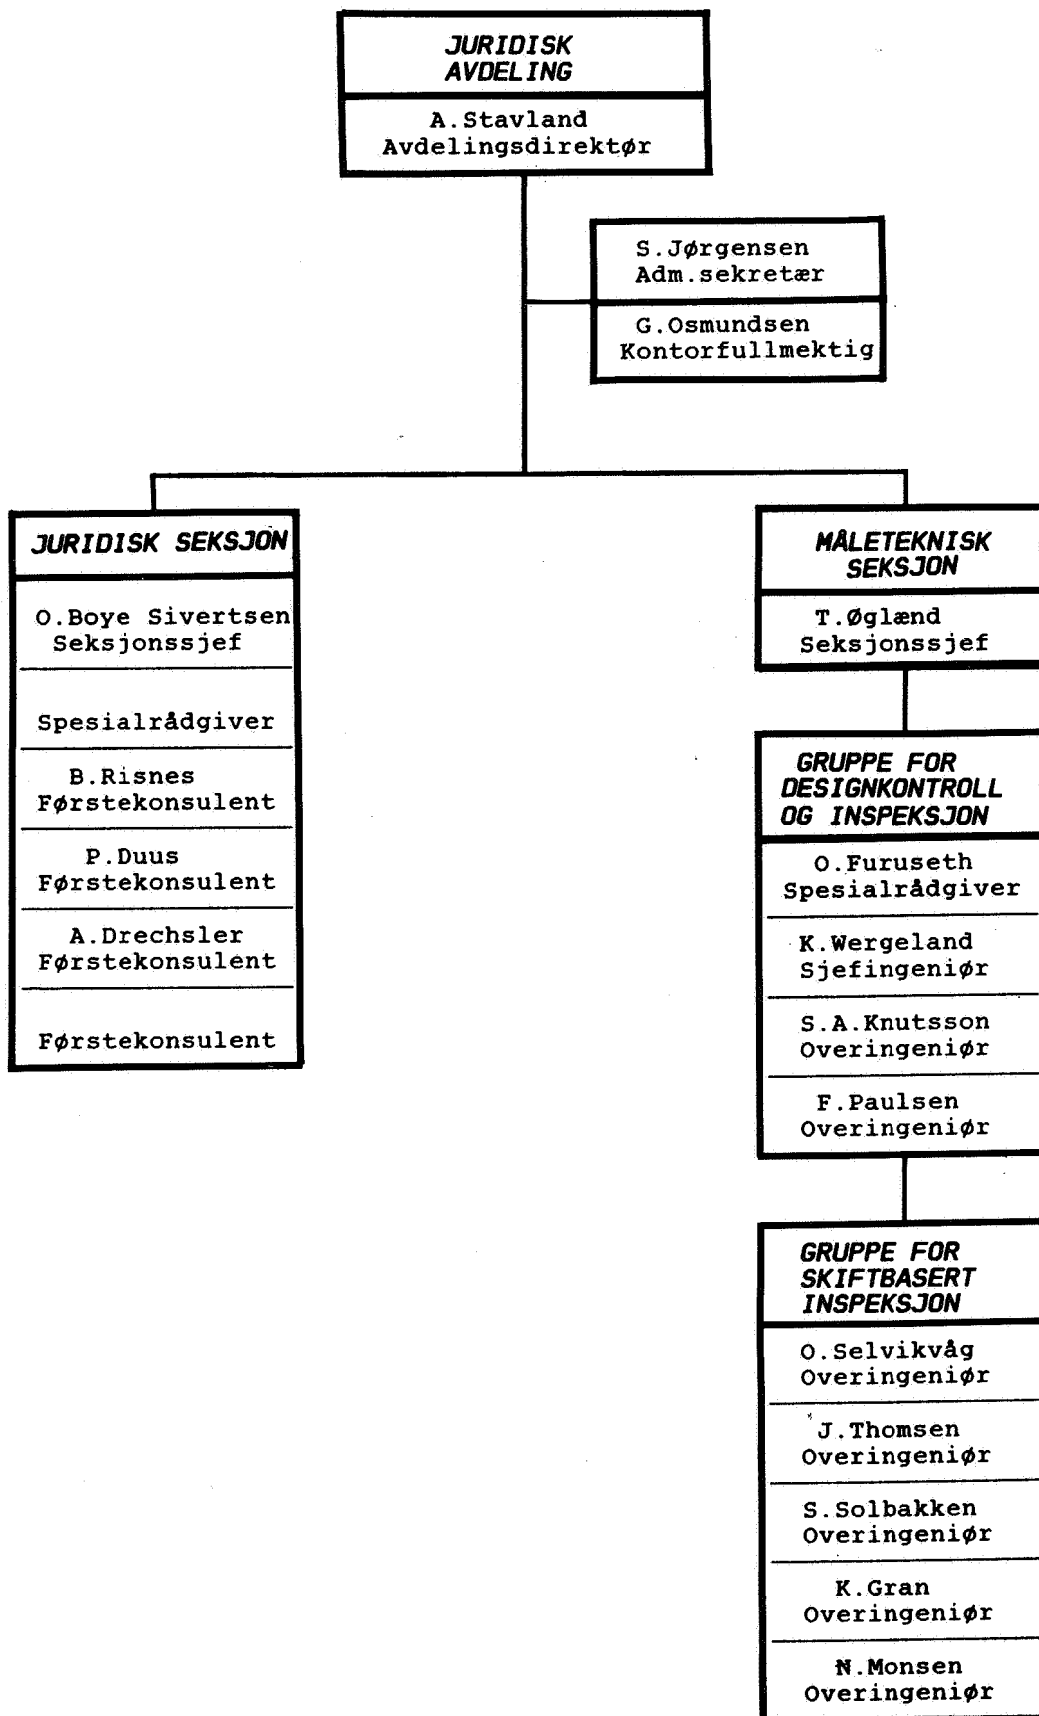 JURIDISK
AVDELING
A.Stavland
Avdelingsdirektør
S.Jørgensen
Adm.sekretær
G.Osmundsen
Kontorfullmektig
JURIDISK SEKSJON
O.Boye Sivertsen
Seksjonssjef
Spesialrådgiver
B.Risnes
Førstekonsulent
P.Duus
Førstekonsulent
A.Drechsler
Førstekonsulent
Førstekonsulent
MÅLETEKNISK
SEKSJON
T.Øglænd
Seksjonssjef
GRUPPE FOR
DESIGNKONTROLL
OG INSPEKSJON
O.Furuseth
Spesialrådgiver
K.Wergeland
Sjefingeniør
S.A.Knutsson
Overingeniør
F.Paulsen
Overingeniør
GRUPPE FOR
SKIFTBASERT
INSPEKSJON
O.Selvikvåg
Overingeniør
J.Thomsen
Overingeniør
S.Solbakken
Overingeniør
K.Gran
Overingeniør
N.Monsen
Overingeniør